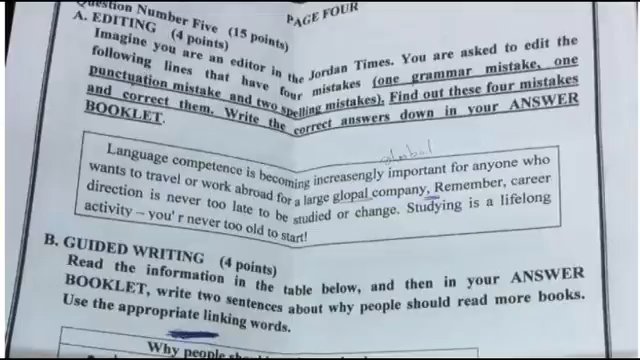 PAGE FOUR
Question Number Five (15 points)
A. EDITING (4 points)
Imagine you are an editor in the Jordan Times. You are asked to edit the
following lines that have four mistakes (one grammar mistake, one
punctuation mistake and two spelling mistakes). Find out these four mistakes
and correct them. Write the correct answers down in your ANSWER
BOOKLET.
global
Language competence is becoming increasengly important for anyone who
wants to travel or work abroad for a large glopal company, Remember, career
direction is never too late to be studied or change. Studying is a lifelong
activity – you'r never too old to start!
B. GUIDED WRITING (4 points)
Read the information in the table below, and then in your ANSWER
BOOKLET, write two sentences about why people should read more books.
Use the appropriate linking words.
Why people